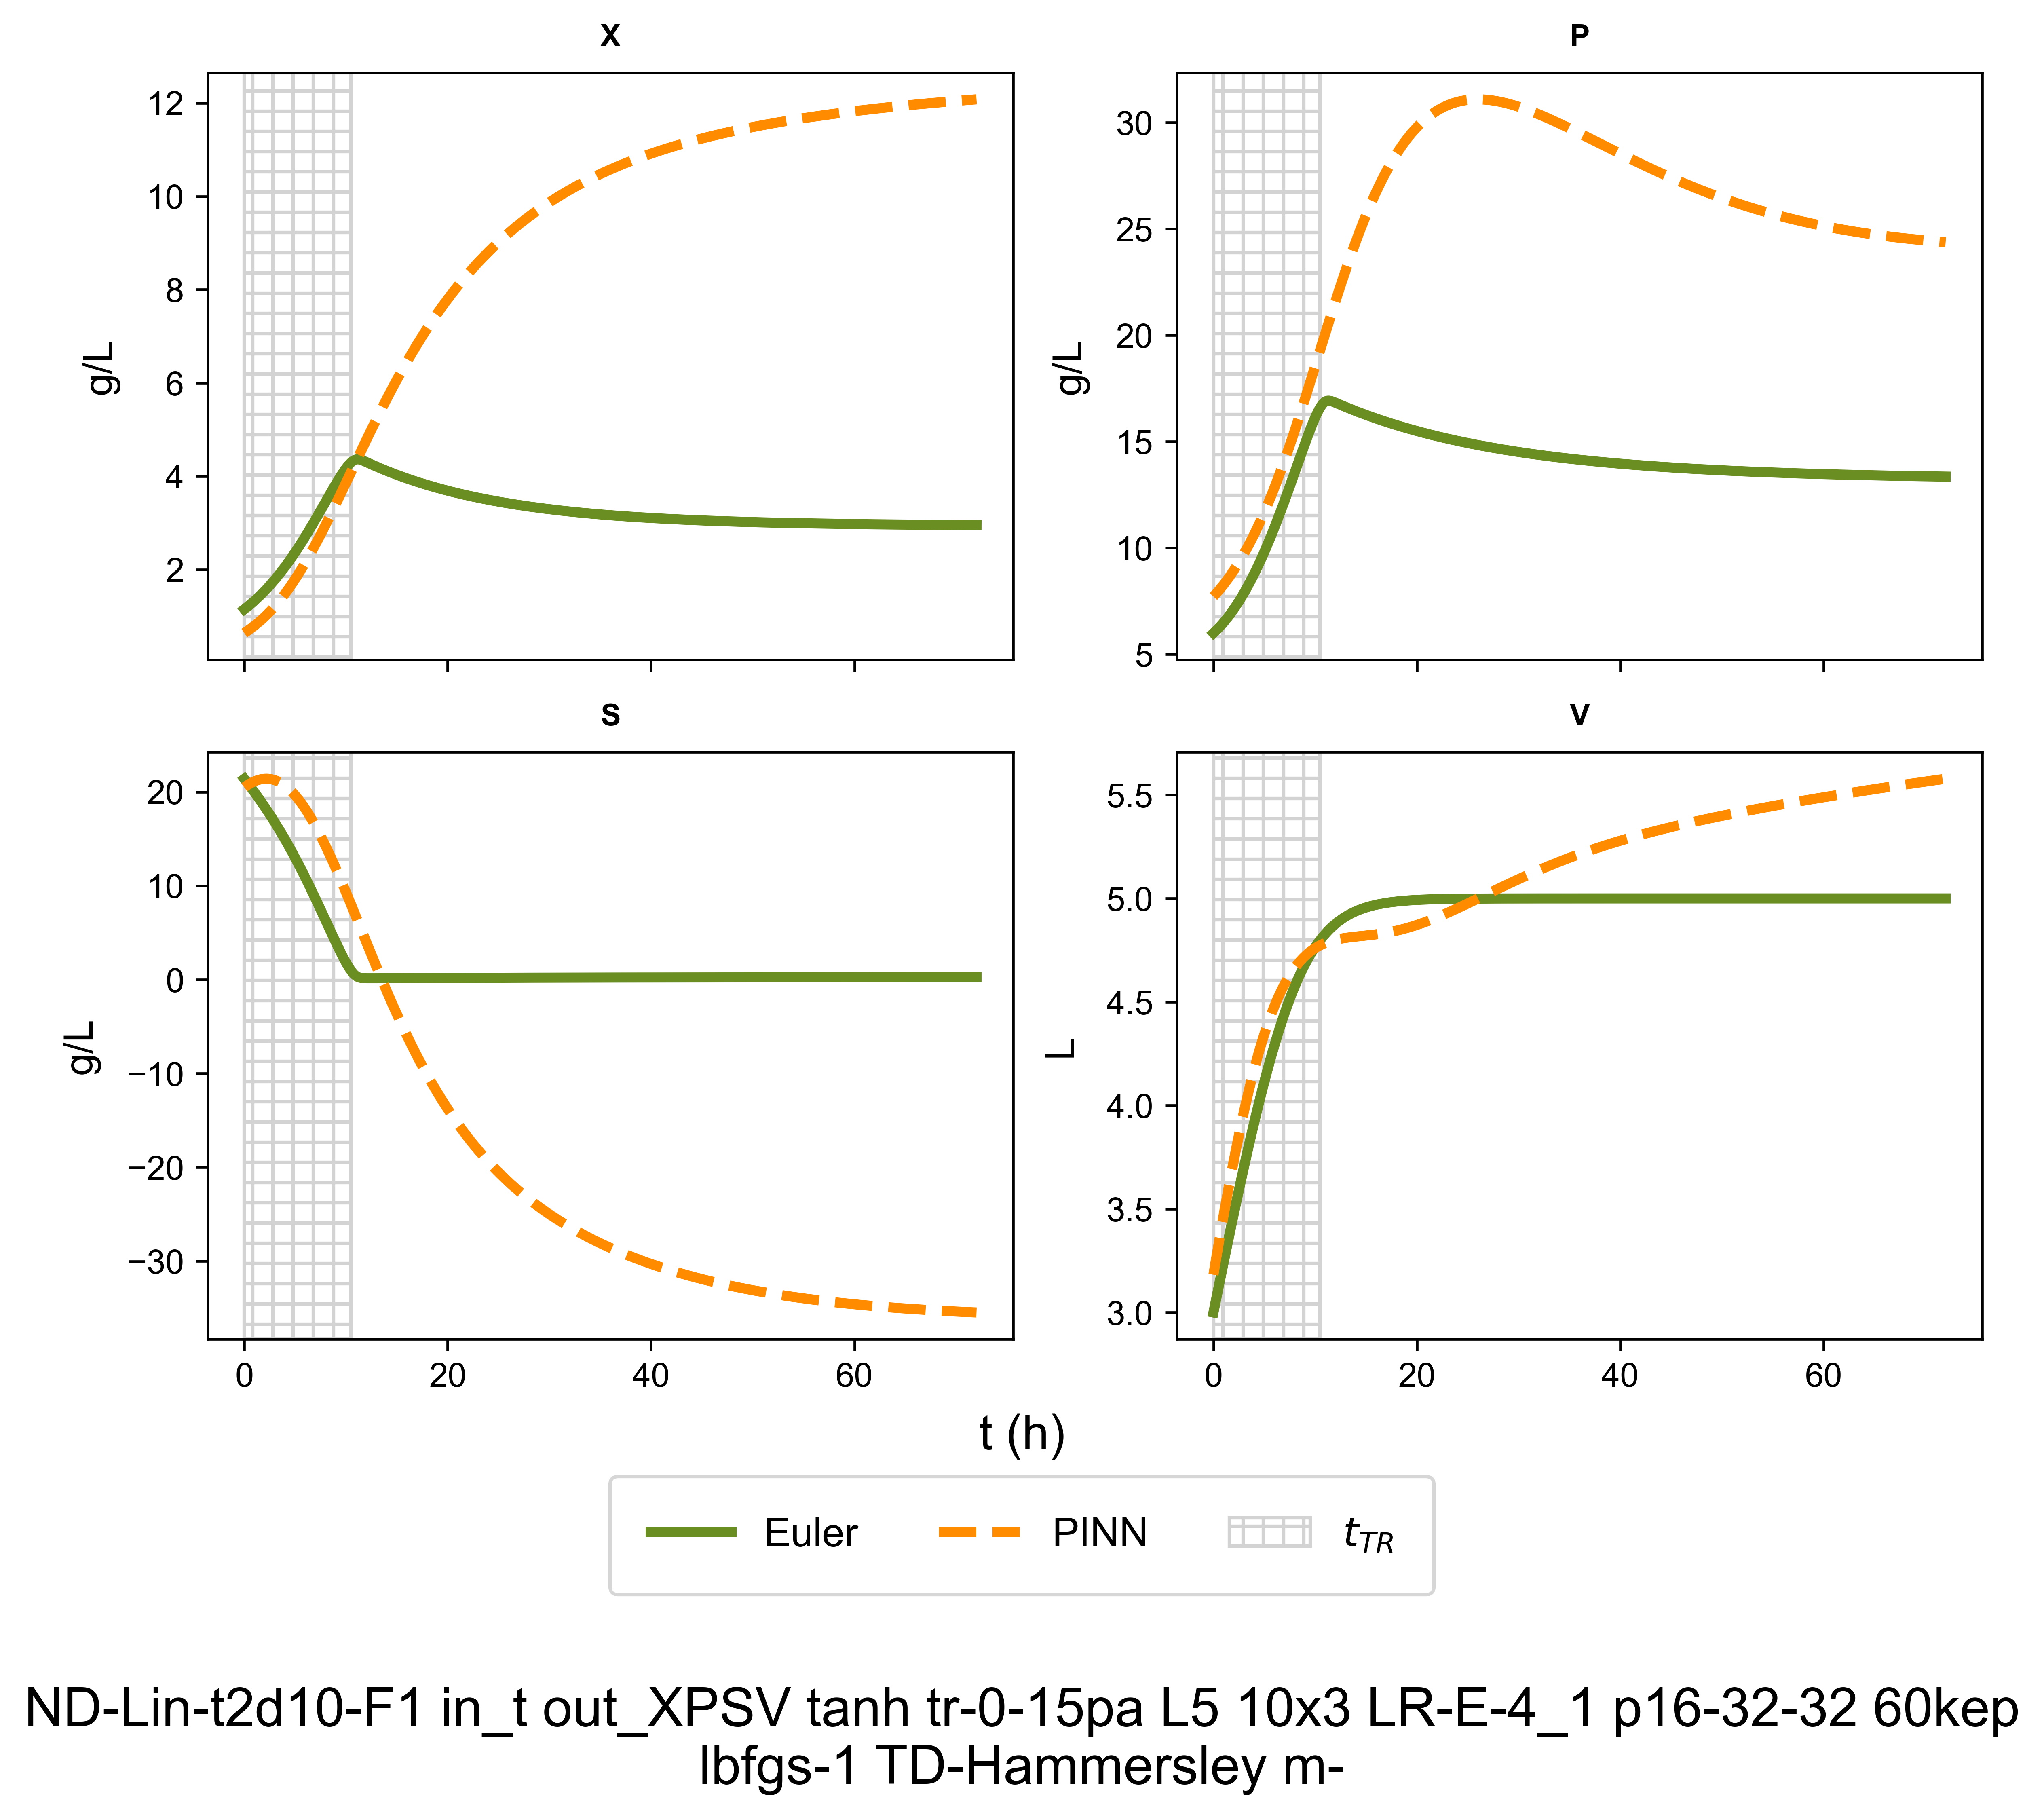 X
P
12
10
8
6
4
2
g/L
30
25
20
15
10
5
g/L
S
V
20
10
0
−10
−20
−30
g/L
5.5
5.0
4.5
4.0
3.5
3.0
L
0 20 40 60
0 20 40 60
t (h)
Euler PINN t_TR
ND-Lin-t2d10-F1 in_t out_XPSV tanh tr-0-15pa L5 10x3 LR-E-4_1 p16-32-32 60kep
lbfgs-1 TD-Hammersley m-